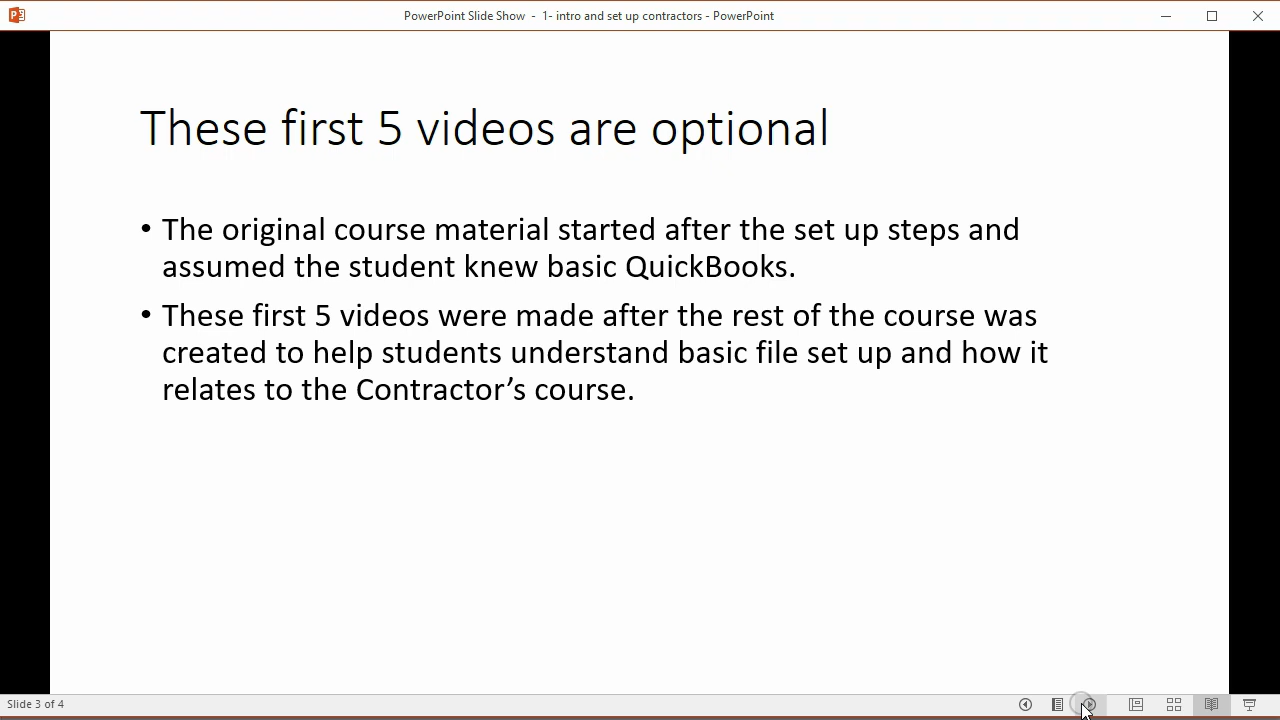 PowerPoint Slide Show - 1- intro and set up contractors - PowerPoint
These first 5 videos are optional
• The original course material started after the set up steps and
assumed the student knew basic QuickBooks.
• These first 5 videos were made after the rest of the course was
created to help students understand basic file set up and how it
relates to the Contractor’s course.
Slide 3 of 4